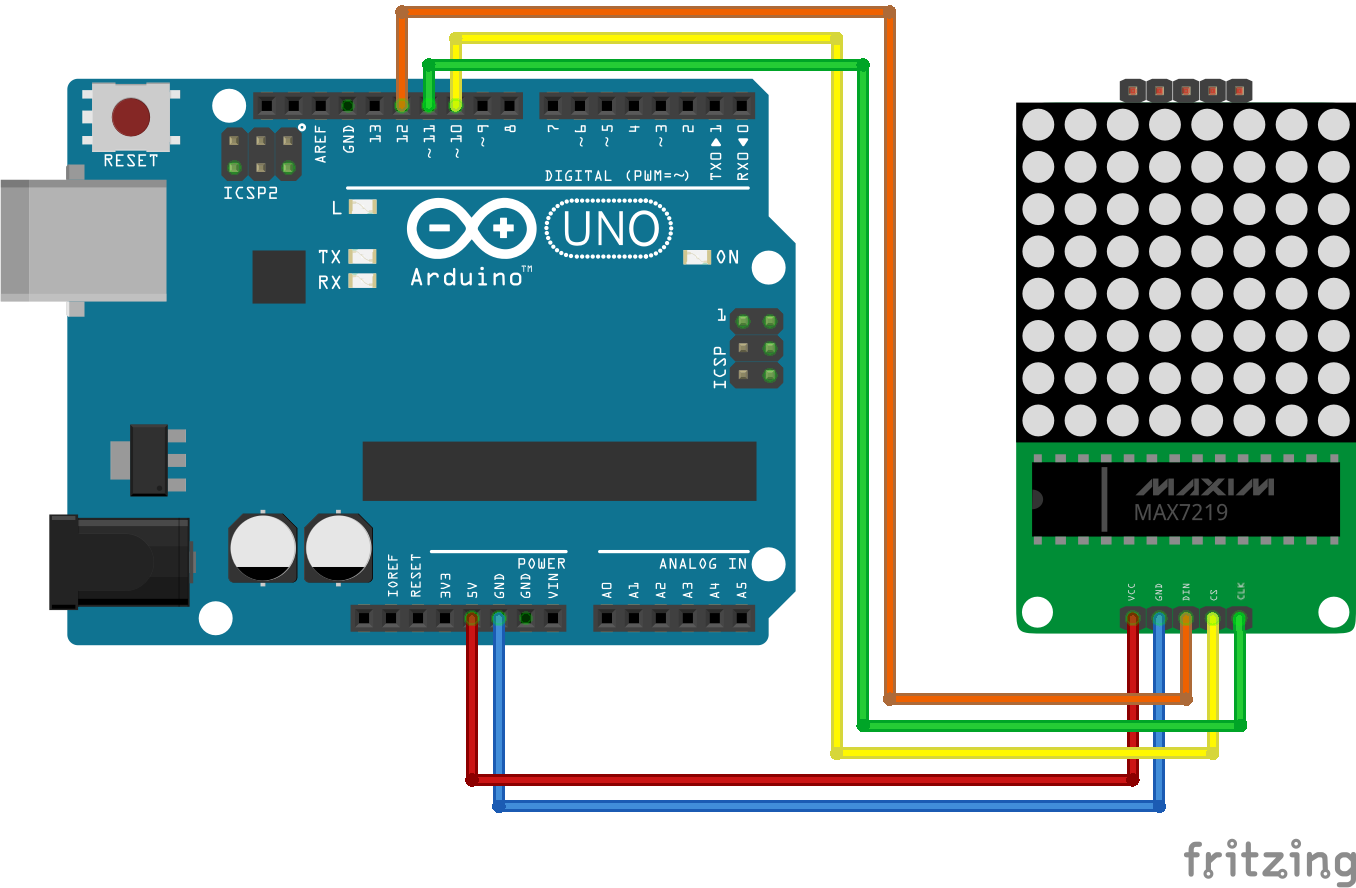 RESET
ICSP2
AREF
GND
13
12
~11
~10
~9
8
7
~6
~5
4
~3
2
TX0▶1
RX0◀0
DIGITAL (PWM=~)
L
TX
RX
Arduino™
UNO
ON
1
ICSP
MAXIM
MAX7219
POWER
ANALOG IN
IOREF
RESET
3V3
5V
GND
GND
VIN
A0
A1
A2
A3
A4
A5
VCC
GND
DIN
CS
CLK
fritzing